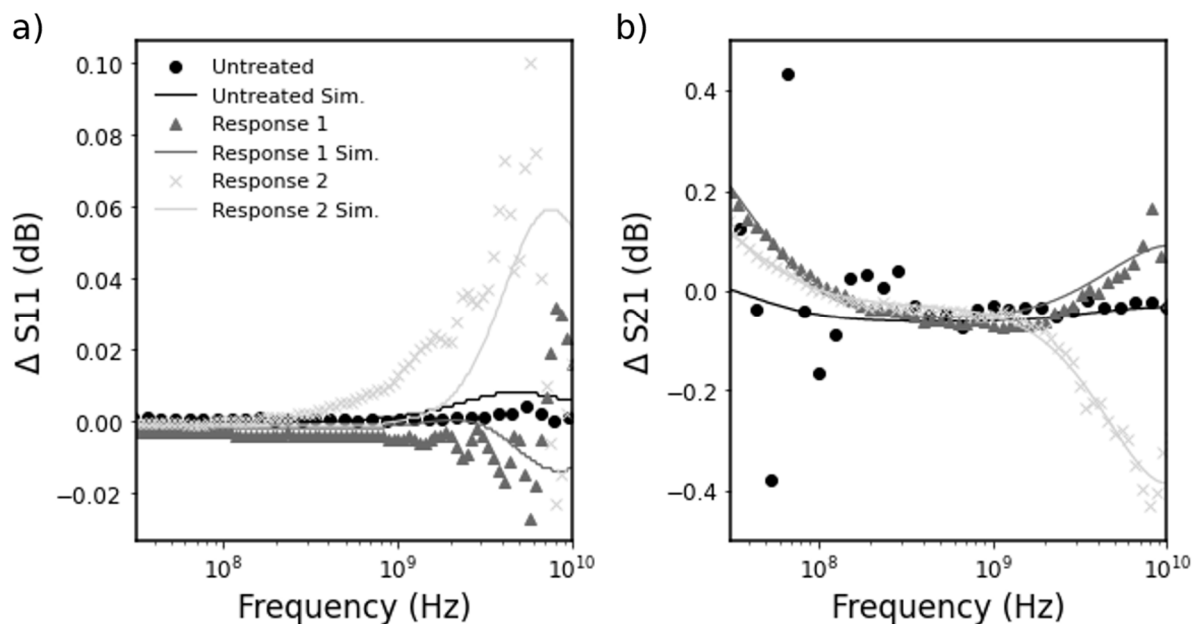 a)
0.10
0.08
0.06
0.04
0.02
0.00
−0.02
Δ S11 (dB)
Untreated
Untreated Sim.
Response 1
Response 1 Sim.
Response 2
Response 2 Sim.
10⁸
10⁹
10¹⁰
Frequency (Hz)
b)
0.4
0.2
0.0
−0.2
−0.4
Δ S21 (dB)
10⁸
10⁹
10¹⁰
Frequency (Hz)